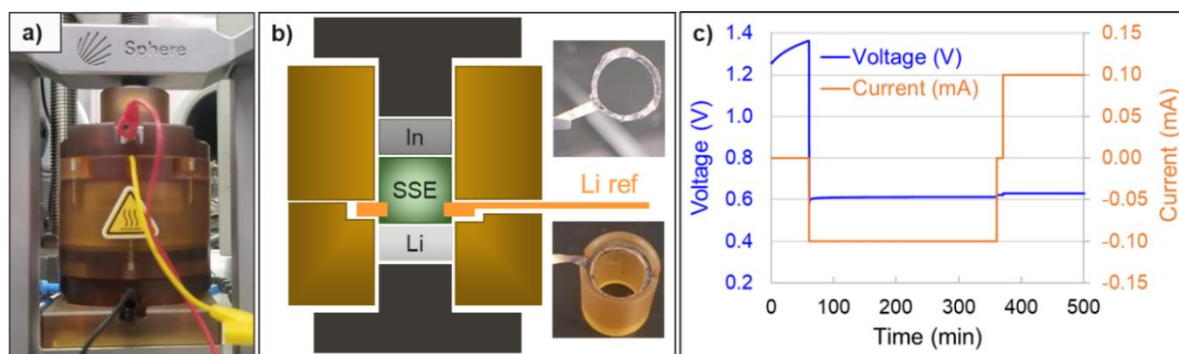 a)
Sphere
b)
In
SSE
Li
Li ref
c)
Voltage (V)
Current (mA)
1.4
1.2
1.0
0.8
0.6
0.4
0.2
Voltage (V)
0.15
0.10
0.05
0.00
-0.05
-0.10
-0.15
Current (mA)
0 100 200 300 400 500
Time (min)